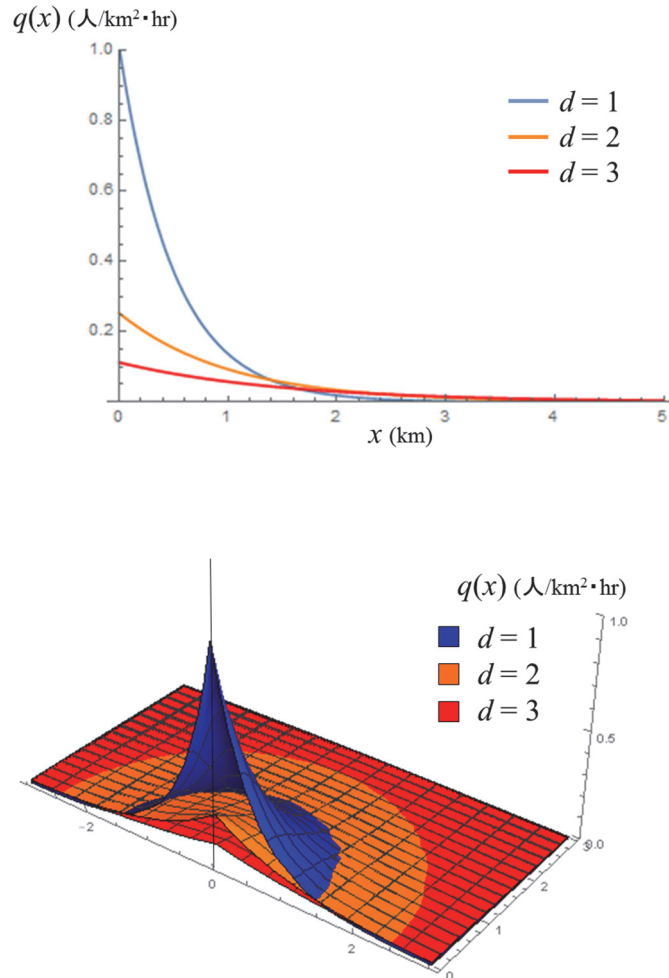 q(x) (人/km²・hr)
1.0
d = 1
d = 2
d = 3
0.8
0.6
0.4
0.2
0 1 2 3 4 5
x (km)
q(x) (人/km²・hr)
d = 1
d = 2
d = 3
1.0
0.5
0.0
3
2
1
0
-2
0
2